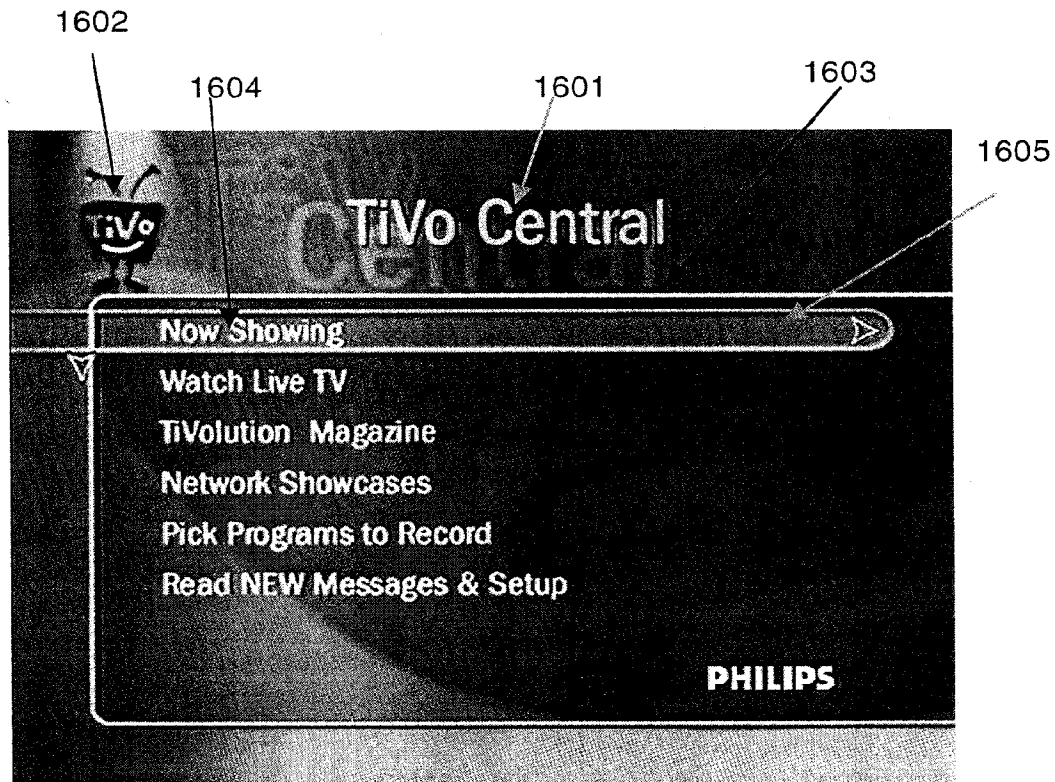 1602
1604 1601 1603
1605
TiVo
TiVo Central
Central
Now Showing
Watch Live TV
TiVolution Magazine
Network Showcases
Pick Programs to Record
Read NEW Messages & Setup
PHILIPS